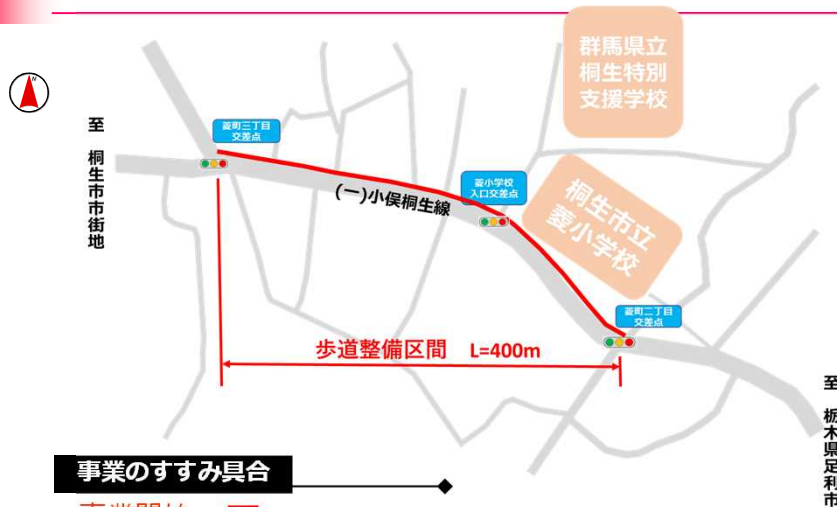 群馬県立
桐生特別
支援学校
N
至 桐生市市街地
菱町三丁目
交差点
菱小学校
入口交差点
(一)小俣桐生線
桐生市立
菱小学校
菱町二丁目
交差点
歩道整備区間 L=400m
至 栃木県足利市
事業のすすみ具合
事業開始